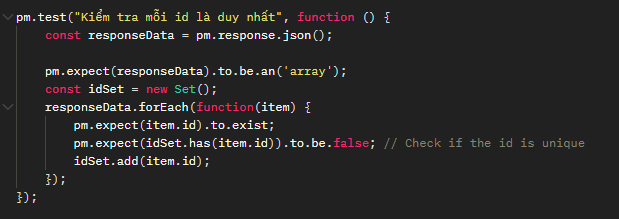 pm.test("Kiểm tra mỗi id là duy nhất", function () {
    const responseData = pm.response.json();

    pm.expect(responseData).to.be.an('array');
    const idSet = new Set();
    responseData.forEach(function(item) {
        pm.expect(item.id).to.exist;
        pm.expect(idSet.has(item.id)).to.be.false; // Check if the id is unique
        idSet.add(item.id);
    });
});